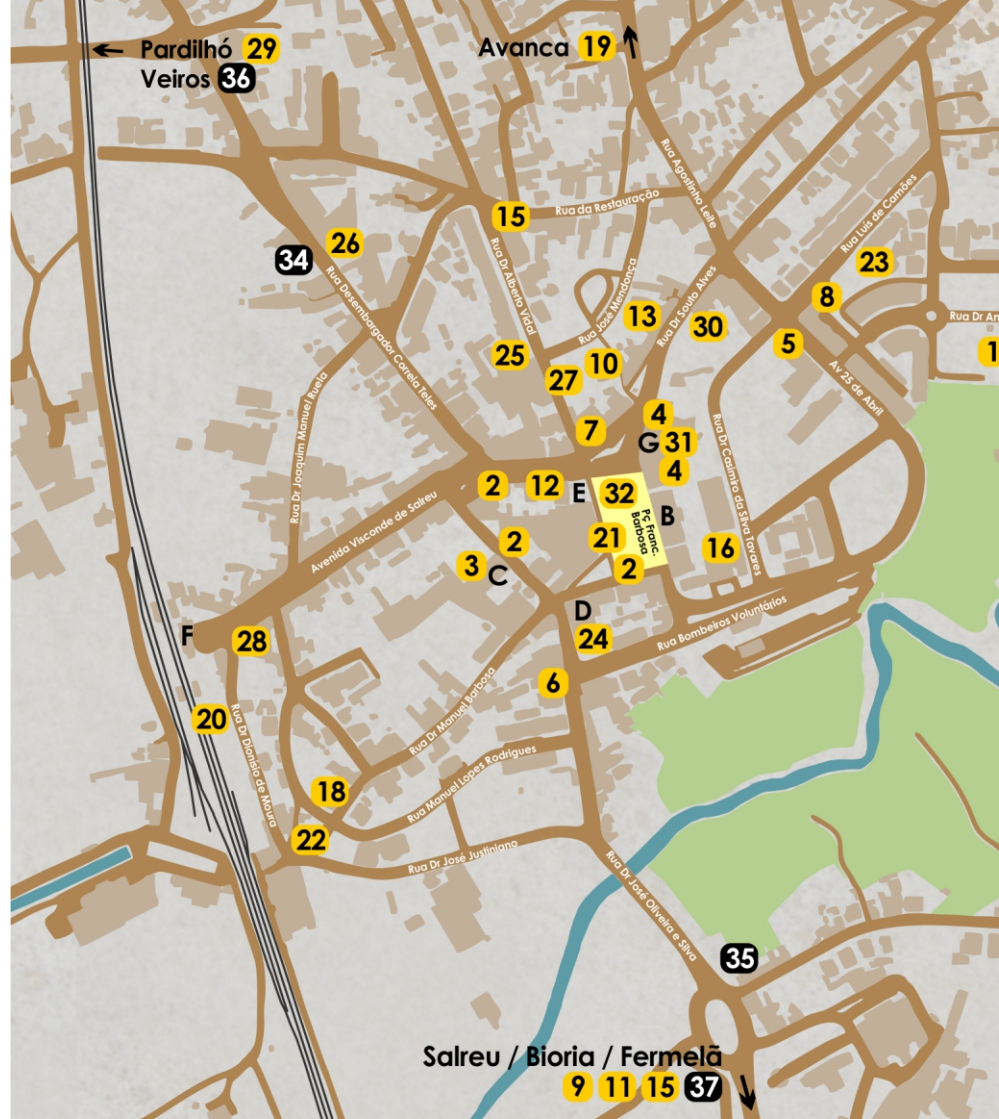 Pardilhó 29
Veiros 36
Avanca 19
Rua Agostinho Leite
Rua da Restauração
15
Rua Luis de Camões
26
34
23
Rua Desembargador Correia Teles
Rua Dr Alberto Vidal
Rua José Mendonça
Rua Dr Souto Alves
8
13
30
5
Rua Dr An
1
25
10
27
Av 25 de Abril
Rua Dr Joaquim Manuel Ruela
4
7
G 31
4
Rua Dr Casimiro da Silva Tavares
2
12
E
32
B
Pç Franc.
Barbosa
Avenida Visconde de Salreu
21
2
16
3
C
2
D
24
Rua Bombeiros Voluntários
F
28
6
20
Rua Dr Dionísio de Moura
Rua Dr Manuel Barbosa
Rua Manuel Lopes Rodrigues
18
22
Rua Dr José Justiniano
Rua Dr José Oliveira e Silva
35
Salreu / Bioria / Fermelã
9 11 15 37